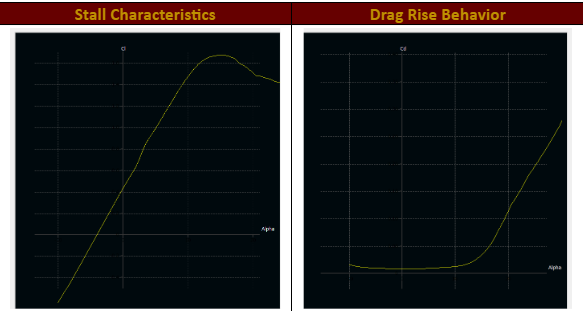 Stall Characteristics
Drag Rise Behavior
Cl
Cd
Alpha
Alpha